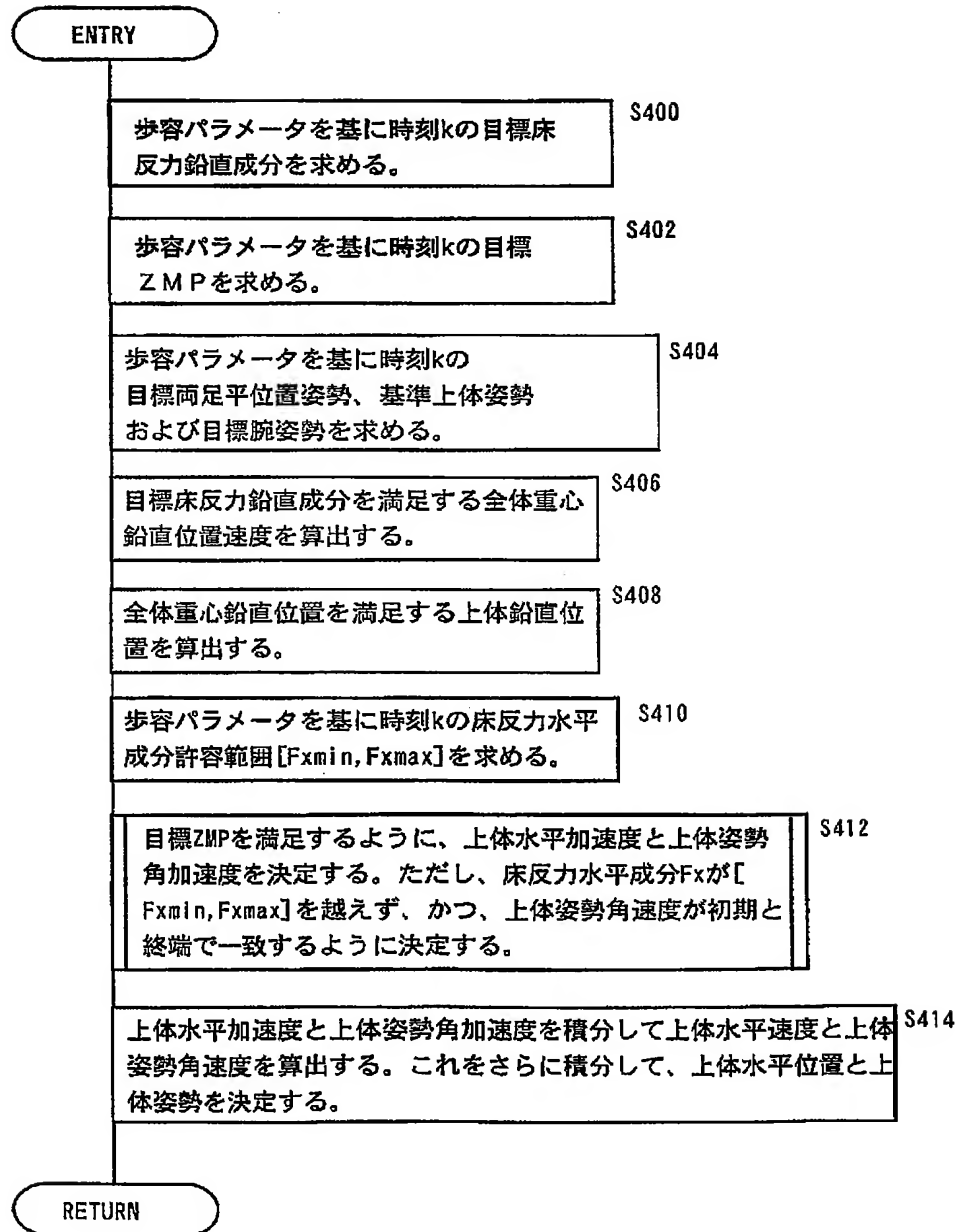 ENTRY
S400
歩容パラメータを基に時刻kの目標床
反力鉛直成分を求める。
S402
歩容パラメータを基に時刻kの目標
ZMPを求める。
S404
歩容パラメータを基に時刻kの
目標両足平位置姿勢、基準上体姿勢
および目標腕姿勢を求める。
S406
目標床反力鉛直成分を満足する全体重心
鉛直位置速度を算出する。
S408
全体重心鉛直位置を満足する上体鉛直位
置を算出する。
S410
歩容パラメータを基に時刻kの床反力水平
成分許容範囲[Fxmin,Fxmax]を求める。
S412
目標ZMPを満足するように、上体水平加速度と上体姿勢
角加速度を決定する。ただし、床反力水平成分Fxが[
Fxmin,Fxmax]を越えず、かつ、上体姿勢角速度が初期と
終端で一致するように決定する。
S414
上体水平加速度と上体姿勢角加速度を積分して上体水平速度と上体
姿勢角速度を算出する。これをさらに積分して、上体水平位置と上
体姿勢を決定する。
RETURN